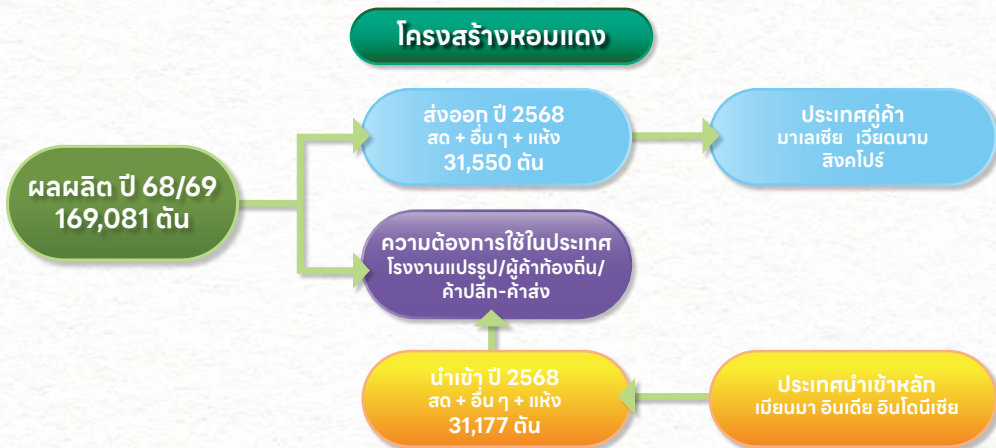 โครงสร้างหอมแดง
ส่งออก ปี 2568
สด + อื่น ๆ + แห้ง
31,550 ตัน
ประเทศคู่ค้า
มาเลเซีย เวียดนาม
สิงคโปร์
ผลผลิต ปี 68/69
169,081 ตัน
ความต้องการใช้ในประเทศ
โรงงานแปรรูป/ผู้ค้าท้องถิ่น/
ค้าปลีก-ค้าส่ง
นำเข้า ปี 2568
สด + อื่น ๆ + แห้ง
31,177 ตัน
ประเทศนำเข้าหลัก
เมียนมา อินเดีย อินโดนีเซีย